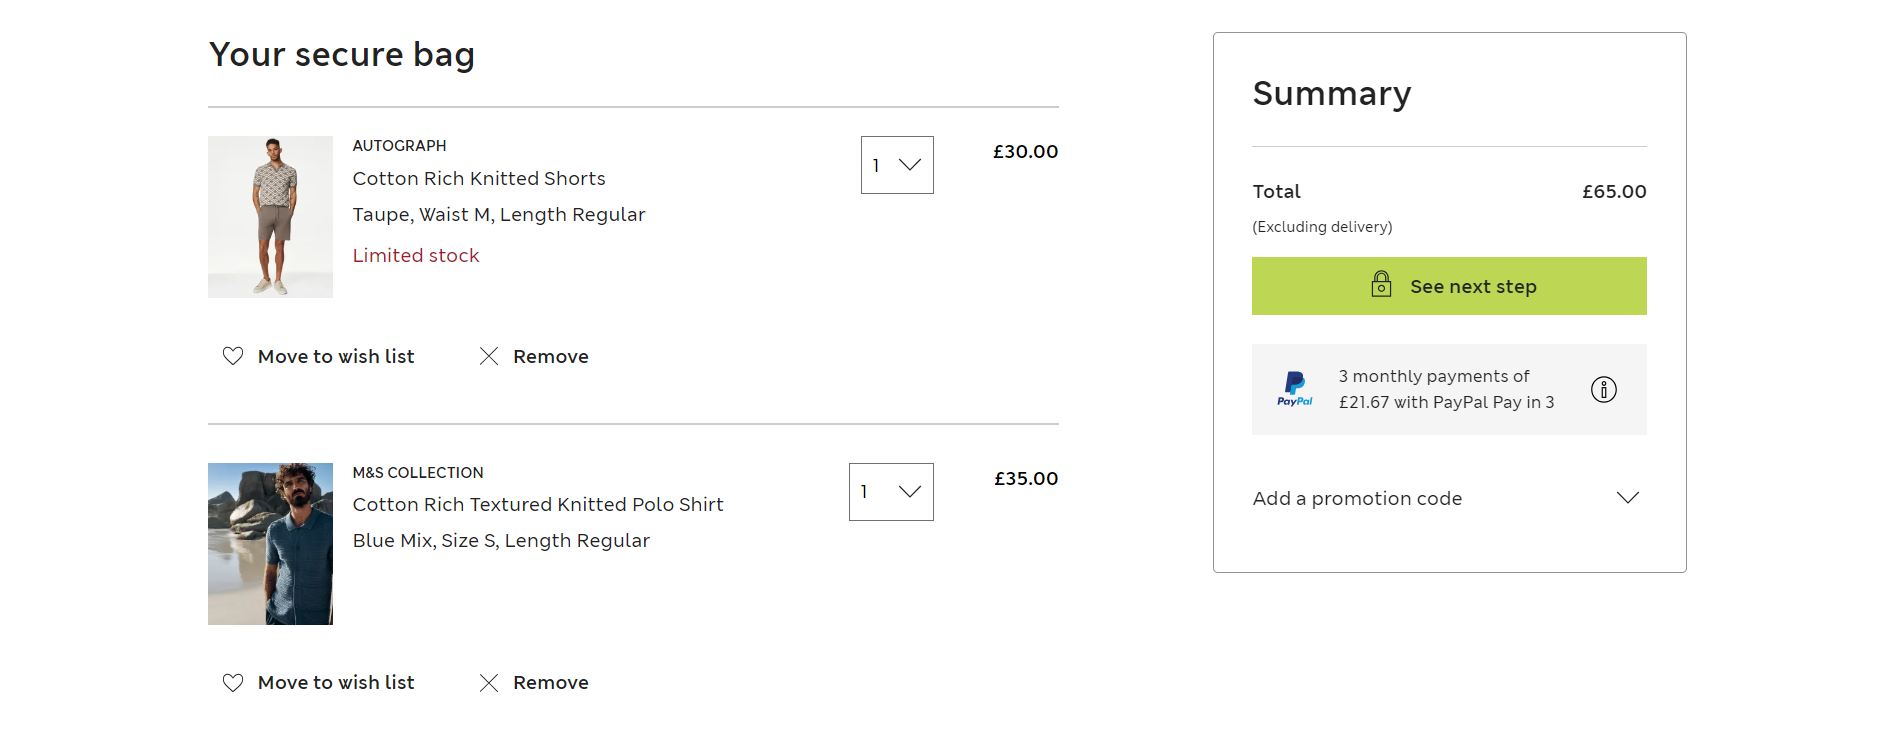 Your secure bag
AUTOGRAPH
Cotton Rich Knitted Shorts
Taupe, Waist M, Length Regular
Limited stock
1
£30.00
Move to wish list
Remove
M&S COLLECTION
Cotton Rich Textured Knitted Polo Shirt
Blue Mix, Size S, Length Regular
1
£35.00
Move to wish list
Remove
Summary
Total £65.00
(Excluding delivery)
See next step
PayPal
3 monthly payments of
£21.67 with PayPal Pay in 3
Add a promotion code